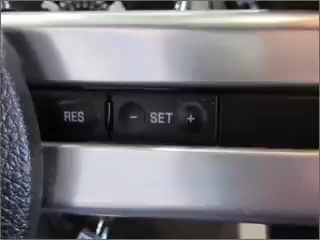 RES - SET +